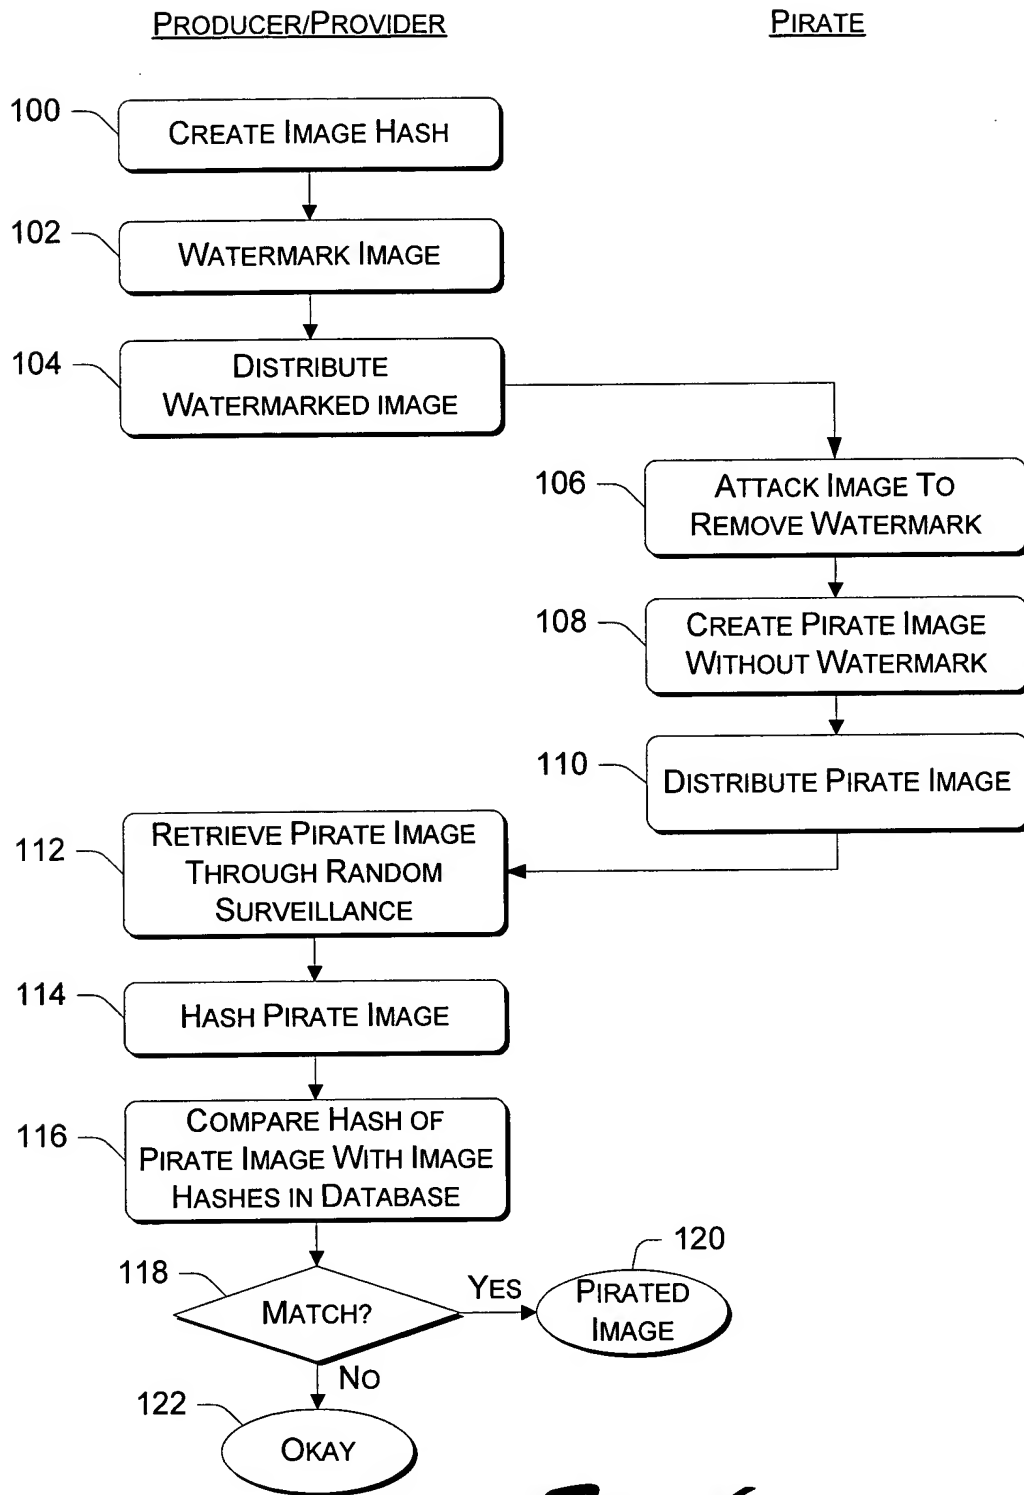 PRODUCER/PROVIDER
PIRATE
100
CREATE IMAGE HASH
102
WATERMARK IMAGE
104
DISTRIBUTE
WATERMARKED IMAGE
106
ATTACK IMAGE TO
REMOVE WATERMARK
108
CREATE PIRATE IMAGE
WITHOUT WATERMARK
110
DISTRIBUTE PIRATE IMAGE
112
RETRIEVE PIRATE IMAGE
THROUGH RANDOM
SURVEILLANCE
114
HASH PIRATE IMAGE
116
COMPARE HASH OF
PIRATE IMAGE WITH IMAGE
HASHES IN DATABASE
118
MATCH?
YES
120
PIRATED
IMAGE
NO
122
OKAY